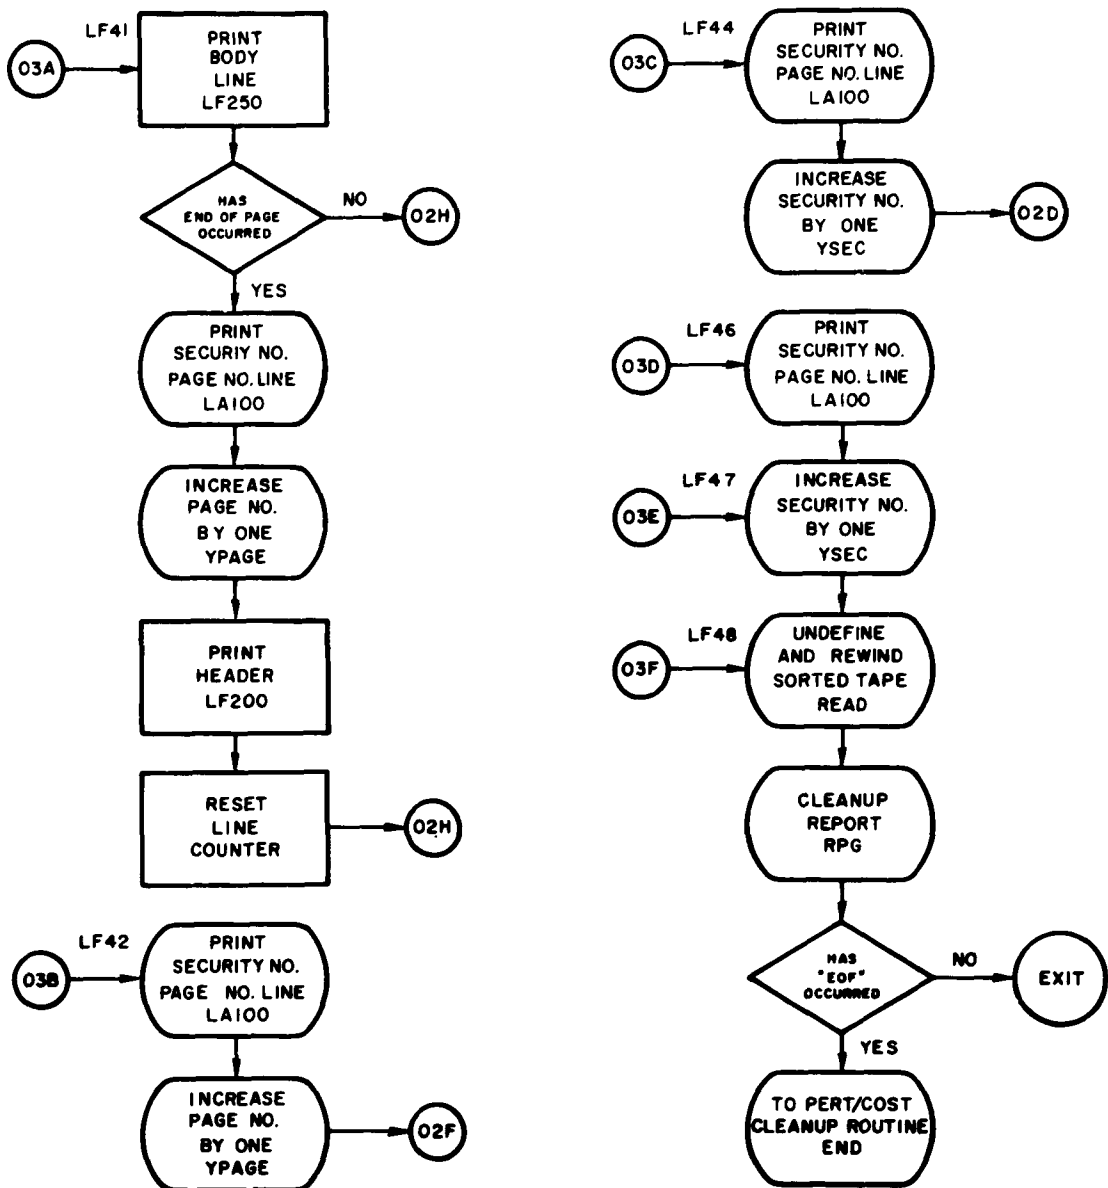 LF41
03A
PRINT
BODY
LINE
LF250
HAS
END OF PAGE
OCCURRED
NO
02H
YES
PRINT
SECURIY NO.
PAGE NO. LINE
LA100
INCREASE
PAGE NO.
BY ONE
YPAGE
PRINT
HEADER
LF200
RESET
LINE
COUNTER
02H
LF42
03B
PRINT
SECURITY NO.
PAGE NO. LINE
LA100
INCREASE
PAGE NO.
BY ONE
YPAGE
02F
LF44
03C
PRINT
SECURITY NO.
PAGE NO. LINE
LA100
INCREASE
SECURITY NO.
BY ONE
YSEC
02D
LF46
03D
PRINT
SECURITY NO.
PAGE NO. LINE
LA100
LF47
03E
INCREASE
SECURITY NO.
BY ONE
YSEC
LF48
03F
UNDEFINE
AND REWIND
SORTED TAPE
READ
CLEANUP
REPORT
RPG
HAS
"EOF"
OCCURRED
NO
EXIT
YES
TO PERT/COST
CLEANUP ROUTINE
END